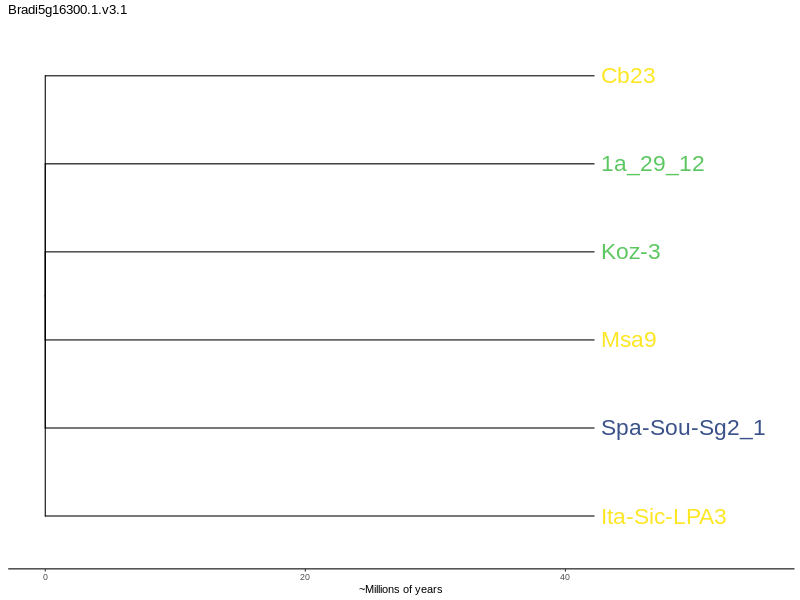 Bradi5g16300.1.v3.1
Cb23
1a_29_12
Koz-3
Msa9
Spa-Sou-Sg2_1
Ita-Sic-LPA3
0 20 40
~Millions of years